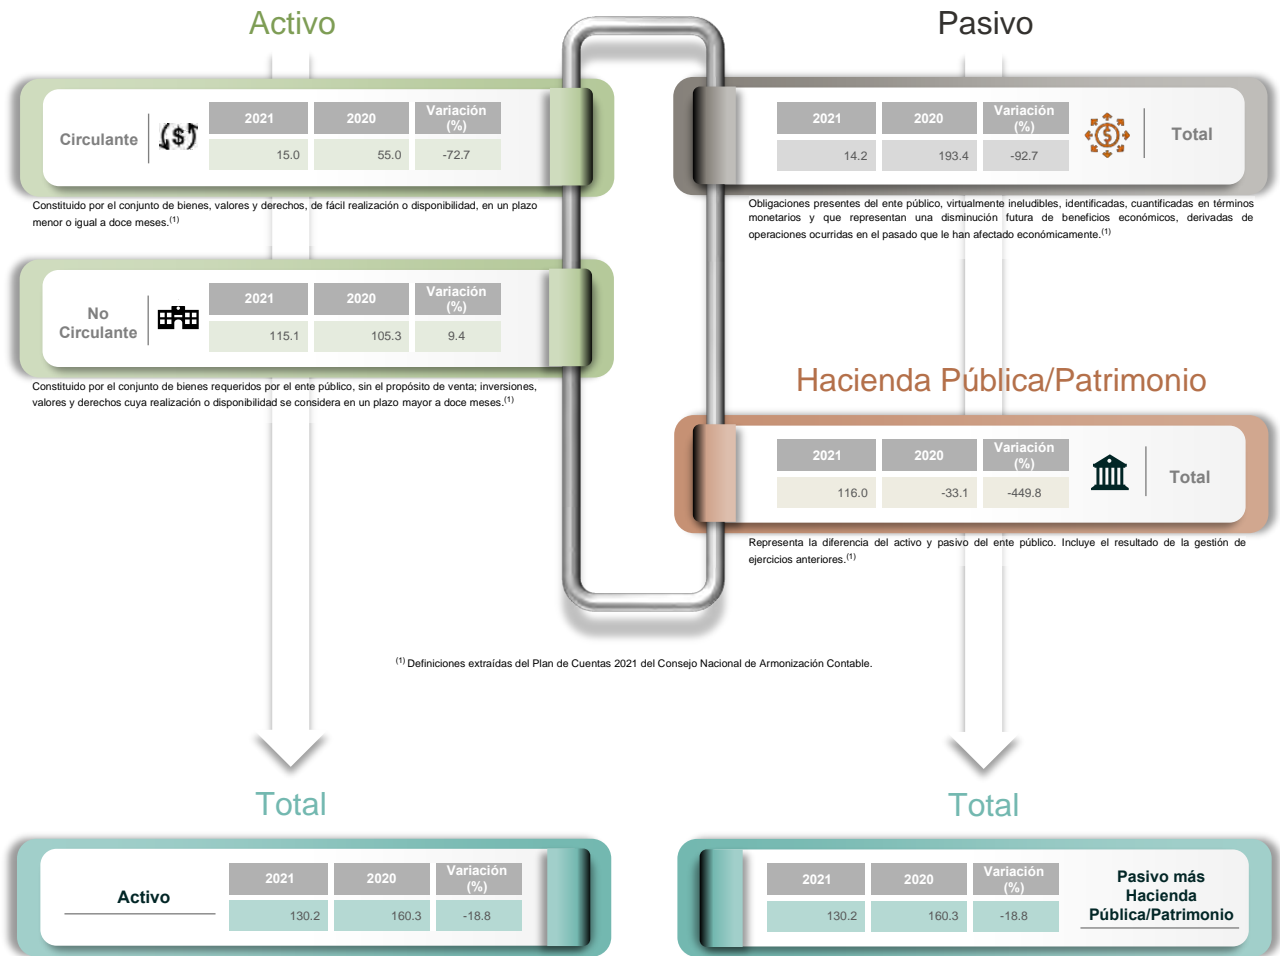 Activo
Circulante
2021 2020 Variación (%)
15.0 55.0 -72.7
Constituido por el conjunto de bienes, valores y derechos, de fácil realización o disponibilidad, en un plazo
menor o igual a doce meses.(1)
No
Circulante
2021 2020 Variación (%)
115.1 105.3 9.4
Constituido por el conjunto de bienes requeridos por el ente público, sin el propósito de venta; inversiones,
valores y derechos cuya realización o disponibilidad se considera en un plazo mayor a doce meses.(1)
Pasivo
2021 2020 Variación (%)
14.2 193.4 -92.7
Total
Obligaciones presentes del ente público, virtualmente ineludibles, identificadas, cuantificadas en términos
monetarios y que representan una disminución futura de beneficios económicos, derivadas de
operaciones ocurridas en el pasado que le han afectado económicamente.(1)
Hacienda Pública/Patrimonio
2021 2020 Variación (%)
116.0 -33.1 -449.8
Total
Representa la diferencia del activo y pasivo del ente público. Incluye el resultado de la gestión de
ejercicios anteriores.(1)
(1) Definiciones extraídas del Plan de Cuentas 2021 del Consejo Nacional de Armonización Contable.
Total
Activo
2021 2020 Variación (%)
130.2 160.3 -18.8
Total
2021 2020 Variación (%)
130.2 160.3 -18.8
Pasivo más
Hacienda
Pública/Patrimonio